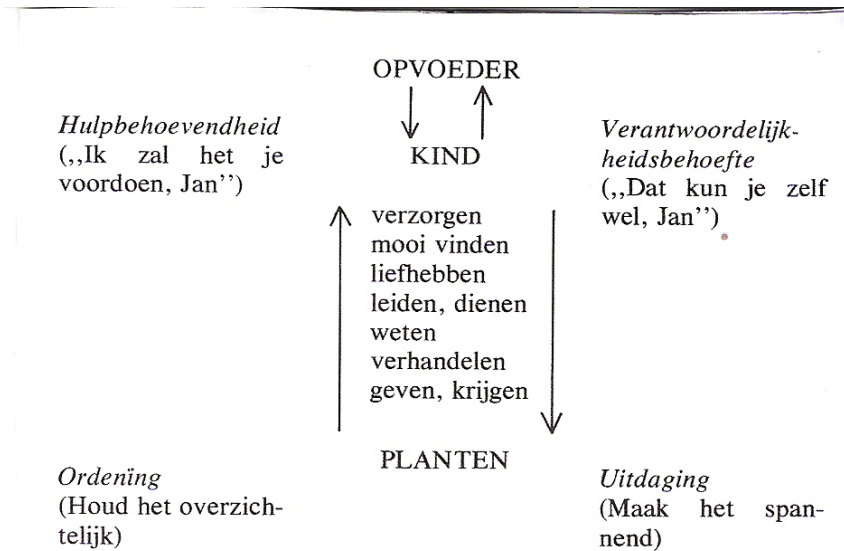 OPVOEDER
Hulpbehoevendheid
(,,Ik zal het je
voordoen, Jan")
KIND
Verantwoordelijk-
heidsbehoefte
(,,Dat kun je zelf
wel, Jan")
verzorgen
mooi vinden
liefhebben
leiden, dienen
weten
verhandelen
geven, krijgen
PLANTEN
Ordening
(Houd het overzich-
telijk)
Uitdaging
(Maak het span-
nend)